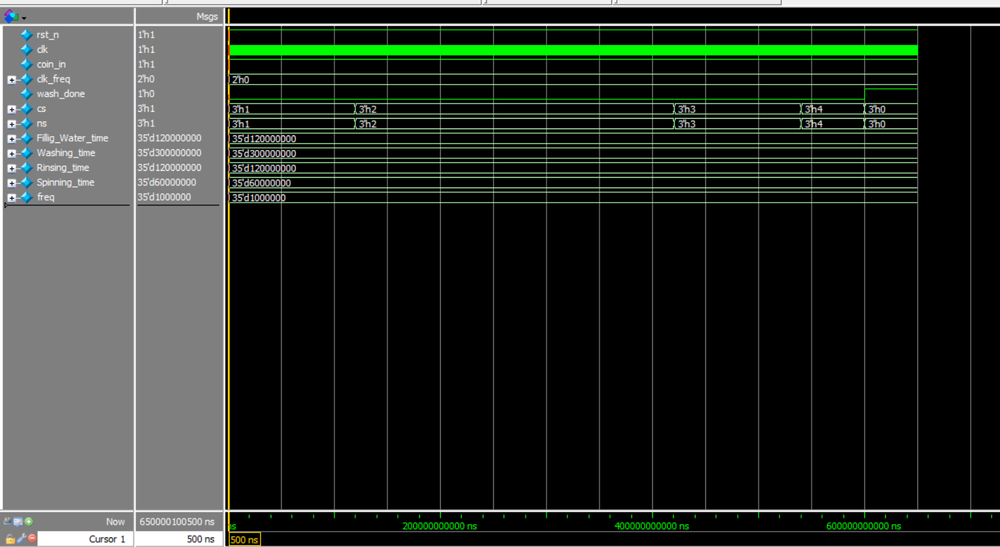 Msgs
rst_n 1'h1
clk 1'h1
coin_in 1'h1
clk_freq 2'h0 2'h0
wash_done 1'h0
cs 3'h1 3'h1 3'h2 3'h3 3'h4 3'h0
ns 3'h1 3'h1 3'h2 3'h3 3'h4 3'h0
Fillig_Water_time 35'd120000000 35'd120000000
Washing_time 35'd300000000 35'd300000000
Rinsing_time 35'd120000000 35'd120000000
Spinning_time 35'd60000000 35'd60000000
freq 35'd1000000 35'd1000000
Now 650000100500 ns ns 200000000000 ns 400000000000 ns 600000000000 ns
Cursor 1 500 ns 500 ns